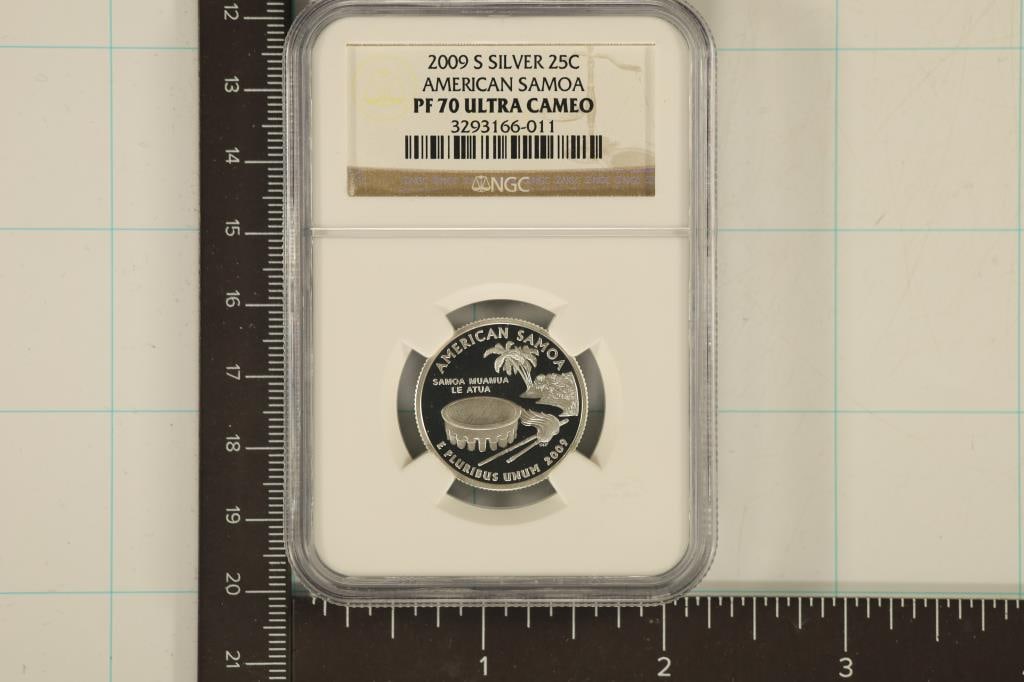 2009 S SILVER 25C
AMERICAN SAMOA
PF 70 ULTRA CAMEO
3293166-011
NGC
AMERICAN SAMOA
SAMOA MUAMUA
LE ATUA
E PLURIBUS UNUM 2009
12
13
14
15
16
17
18
19
20
21
1 2 3